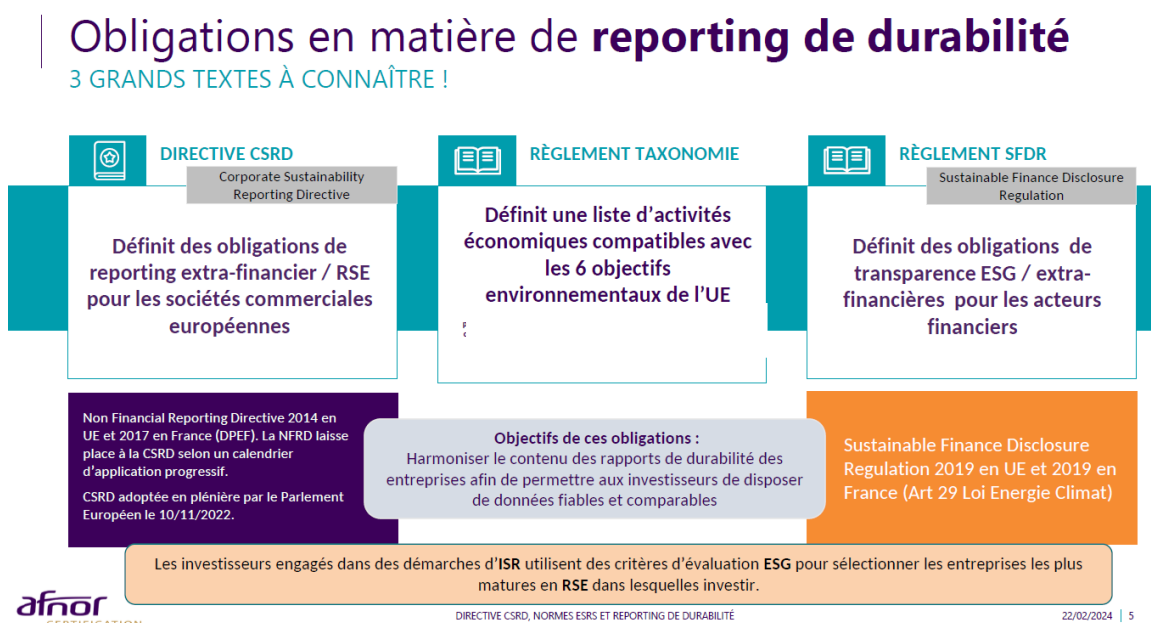 Obligations en matière de reporting de durabilité
3 GRANDS TEXTES À CONNAÎTRE !
DIRECTIVE CSRD
Corporate Sustainability
Reporting Directive
Définit des obligations de
reporting extra-financier / RSE
pour les sociétés commerciales
européennes
Non Financial Reporting Directive 2014 en
UE et 2017 en France (DPEF). La NFRD laisse
place à la CSRD selon un calendrier
d’application progressif.
CSRD adoptée en plénière par le Parlement
Européen le 10/11/2022.
RÈGLEMENT TAXONOMIE
Définit une liste d’activités
économiques compatibles avec
les 6 objectifs
environnementaux de l’UE
Objectifs de ces obligations :
Harmoniser le contenu des rapports de durabilité des
entreprises afin de permettre aux investisseurs de disposer
de données fiables et comparables
RÈGLEMENT SFDR
Sustainable Finance Disclosure
Regulation
Définit des obligations de
transparence ESG / extra-
financières pour les acteurs
financiers
Sustainable Finance Disclosure
Regulation 2019 en UE et 2019 en
France (Art 29 Loi Energie Climat)
Les investisseurs engagés dans des démarches d’ISR utilisent des critères d’évaluation ESG pour sélectionner les entreprises les plus
matures en RSE dans lesquelles investir.
afnor
CERTIFICATION
DIRECTIVE CSRD, NORMES ESRS ET REPORTING DE DURABILITÉ
22/02/2024 | 5